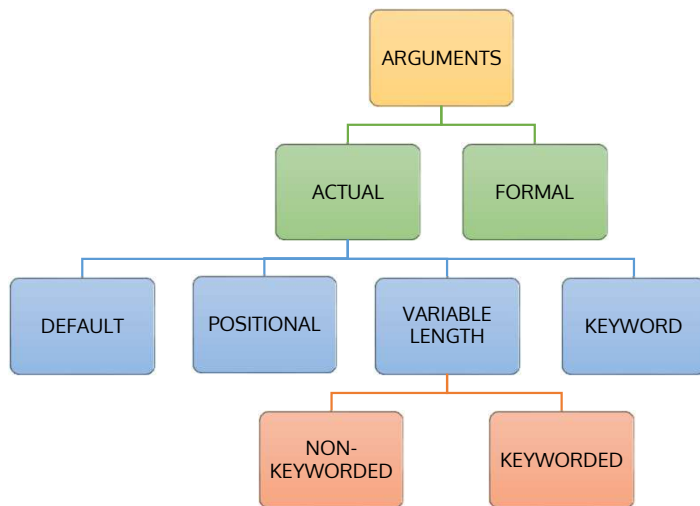 ARGUMENTS
ACTUAL
FORMAL
DEFAULT
POSITIONAL
VARIABLE
LENGTH
KEYWORD
NON-
KEYWORDED
KEYWORDED